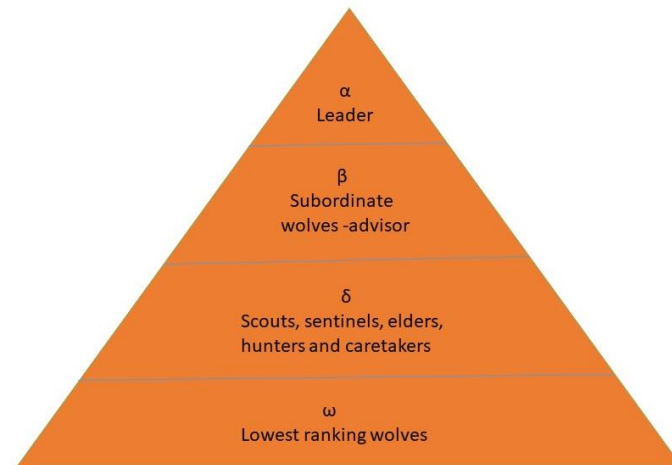 α
Leader
β
Subordinate
wolves -advisor
δ
Scouts, sentinels, elders,
hunters and caretakers
ω
Lowest ranking wolves